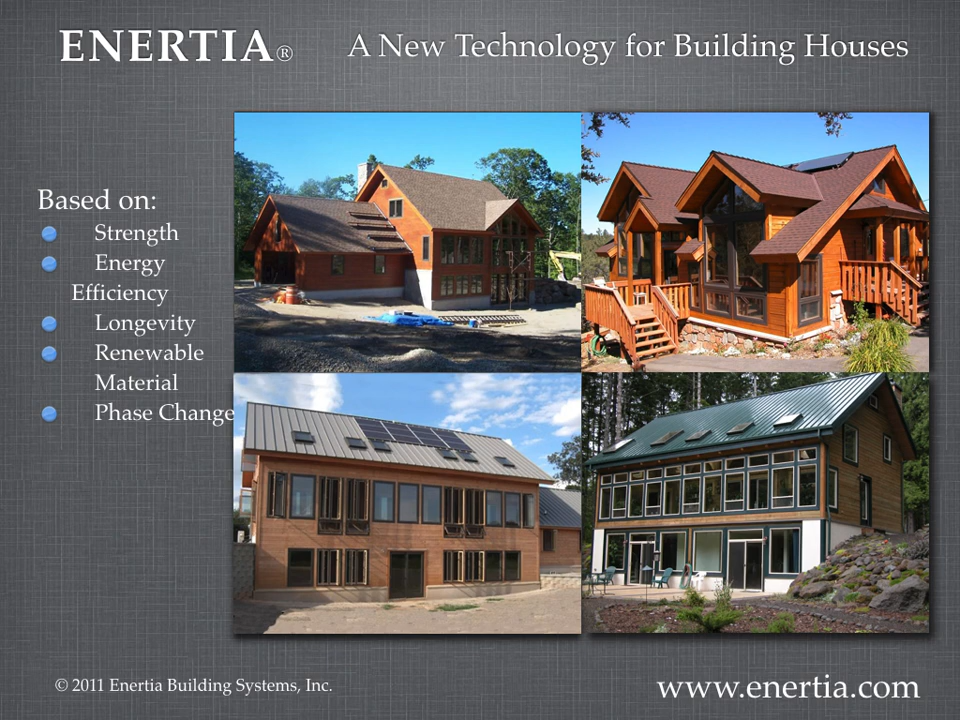 ENERTIA®
A New Technology for Building Houses
Based on:
Strength
Energy
Efficiency
Longevity
Renewable
Material
Phase Change
© 2011 Enertia Building Systems, Inc.
www.enertia.com